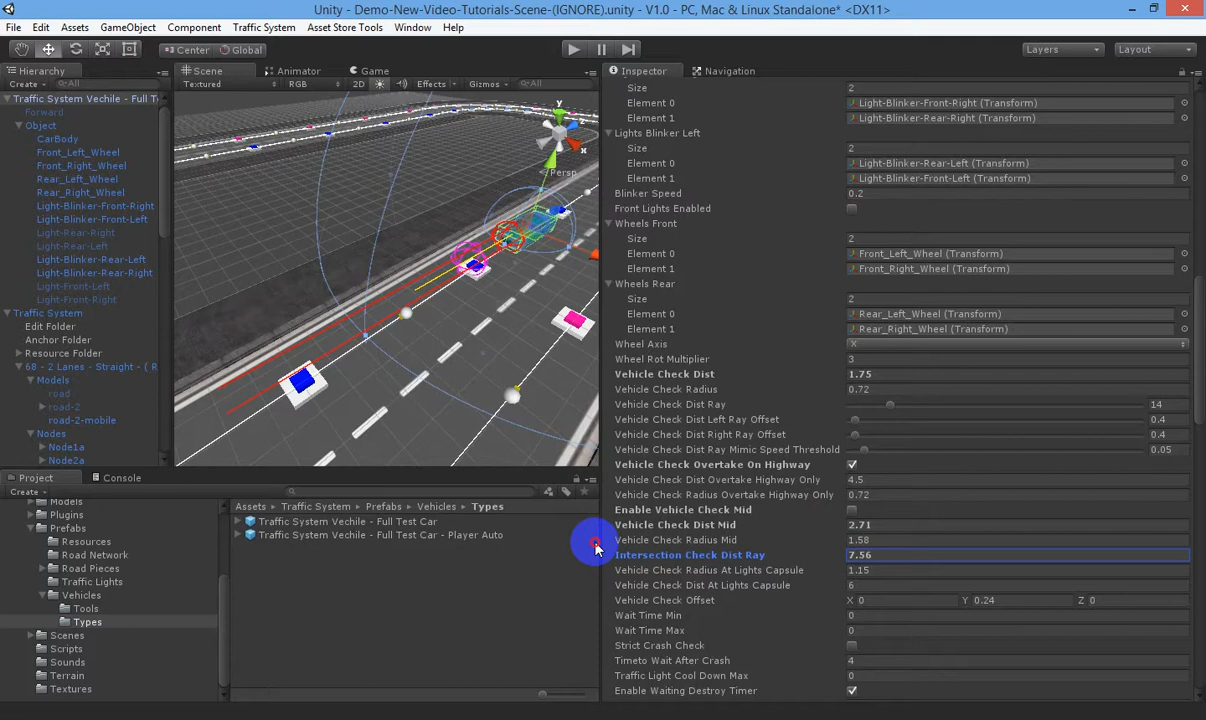 Unity - Demo-New-Video-Tutorials-Scene-(IGNORE).unity - V1.0 - PC, Mac & Linux Standalone* <DX11>
File Edit Assets GameObject Component Traffic System Asset Store Tools Window Help
Center Global Layers Layout
Hierarchy Scene Animator Game Inspector Navigation
Create All Textured RGB 2D Effects Gizmos All
Traffic System Vechile - Full T
Forward
Object
CarBody
Front_Left_Wheel
Front_Right_Wheel
Rear_Left_Wheel
Rear_Right_Wheel
Light-Blinker-Front-Right
Light-Blinker-Front-Left
Light-Rear-Right
Light-Rear-Left
Light-Blinker-Rear-Left
Light-Blinker-Rear-Right
Light-Front-Left
Light-Front-Right
Traffic System
Edit Folder
Anchor Folder
Resource Folder
68 - 2 Lanes - Straight - ( R
Models
road
road-2
road-2-mobile
Nodes
Node1a
Node2a
y
x
z
Persp
Size 2
Element 0 Light-Blinker-Front-Right (Transform)
Element 1 Light-Blinker-Rear-Right (Transform)
Lights Blinker Left
Size 2
Element 0 Light-Blinker-Rear-Left (Transform)
Element 1 Light-Blinker-Front-Left (Transform)
Blinker Speed 0.2
Front Lights Enabled
Wheels Front
Size 2
Element 0 Front_Left_Wheel (Transform)
Element 1 Front_Right_Wheel (Transform)
Wheels Rear
Size 2
Element 0 Rear_Left_Wheel (Transform)
Element 1 Rear_Right_Wheel (Transform)
Wheel Axis X
Wheel Rot Multiplier 3
Vehicle Check Dist 1.75
Vehicle Check Radius 0.72
Vehicle Check Dist Ray 14
Vehicle Check Dist Left Ray Offset 0.4
Vehicle Check Dist Right Ray Offset 0.4
Vehicle Check Dist Ray Mimic Speed Threshold 0.05
Vehicle Check Overtake On Highway
Vehicle Check Dist Overtake Highway Only 4.5
Vehicle Check Radius Overtake Highway Only 0.72
Enable Vehicle Check Mid
Vehicle Check Dist Mid 2.71
Vehicle Check Radius Mid 1.58
Intersection Check Dist Ray 7.56
Vehicle Check Radius At Lights Capsule 1.15
Vehicle Check Dist At Lights Capsule 6
Vehicle Check Offset X 0 Y 0.24 Z 0
Wait Time Min 0
Wait Time Max 0
Strict Crash Check
Timeto Wait After Crash 4
Traffic Light Cool Down Max 0
Enable Waiting Destroy Timer
Project Console
Create
Models
Plugins
Prefabs
Resources
Road Network
Road Pieces
Traffic Lights
Vehicles
Tools
Types
Scenes
Scripts
Sounds
Terrain
Textures
Assets Traffic System Prefabs Vehicles Types
Traffic System Vechile - Full Test Car
Traffic System Vechile - Full Test Car - Player Auto